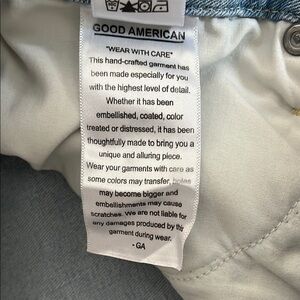 GOOD AMERICAN
"WEAR WITH CARE"
This hand-crafted garment has
been made especially for you
with the highest level of detail.
Whether it has been
embellished, coated, color
treated or distressed, it has been
thoughtfully made to bring you a
unique and alluring piece.
Wear your garments with care as
some colors may transfer, holes
may become bigger and
embellishments may cause
scratches. We are not liable for
any damages produced by the
garment during wear.
- GA